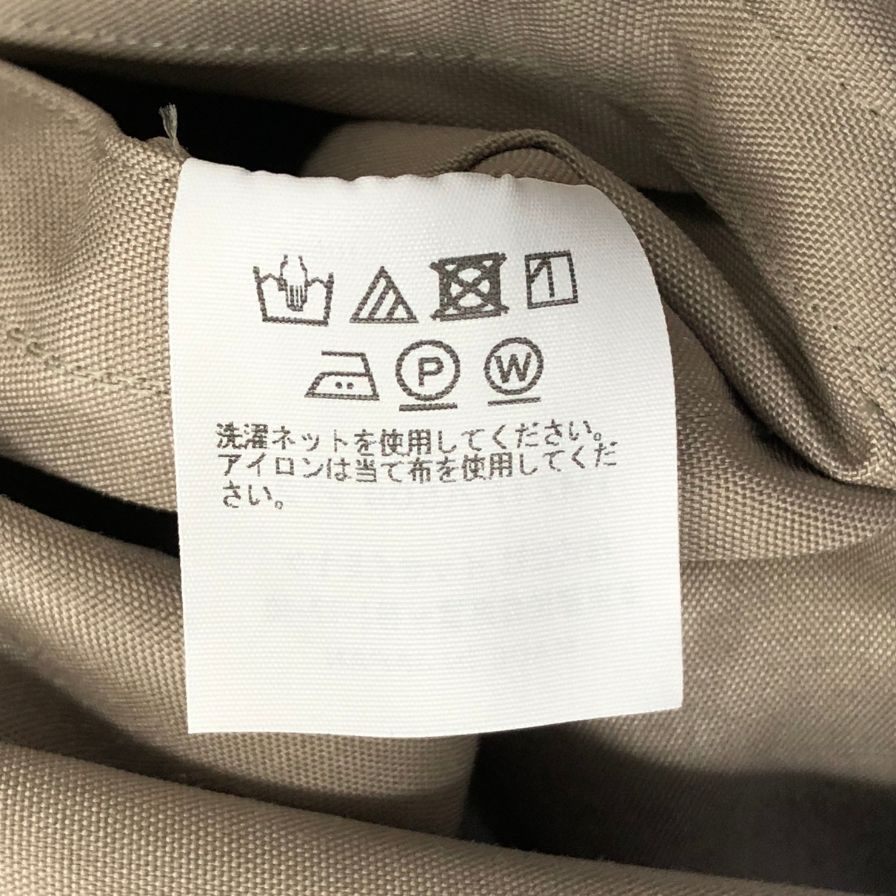 P W
洗濯ネットを使用してください。
アイロンは当て布を使用してくだ
さい。